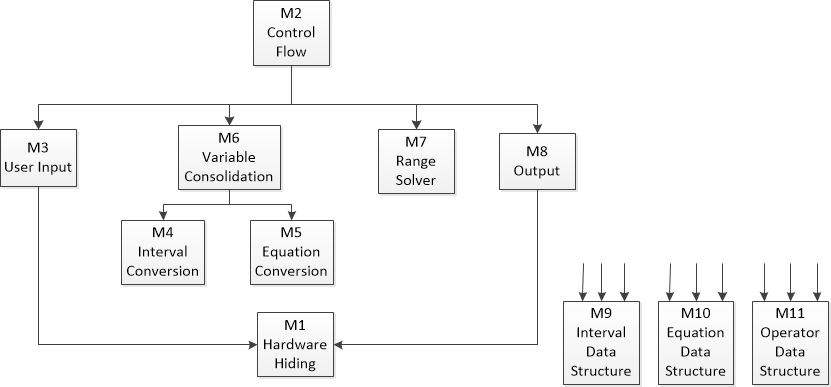 M2
Control
Flow
M3
User Input
M6
Variable
Consolidation
M7
Range
Solver
M8
Output
M4
Interval
Conversion
M5
Equation
Conversion
M1
Hardware
Hiding
M9
Interval
Data
Structure
M10
Equation
Data
Structure
M11
Operator
Data
Structure